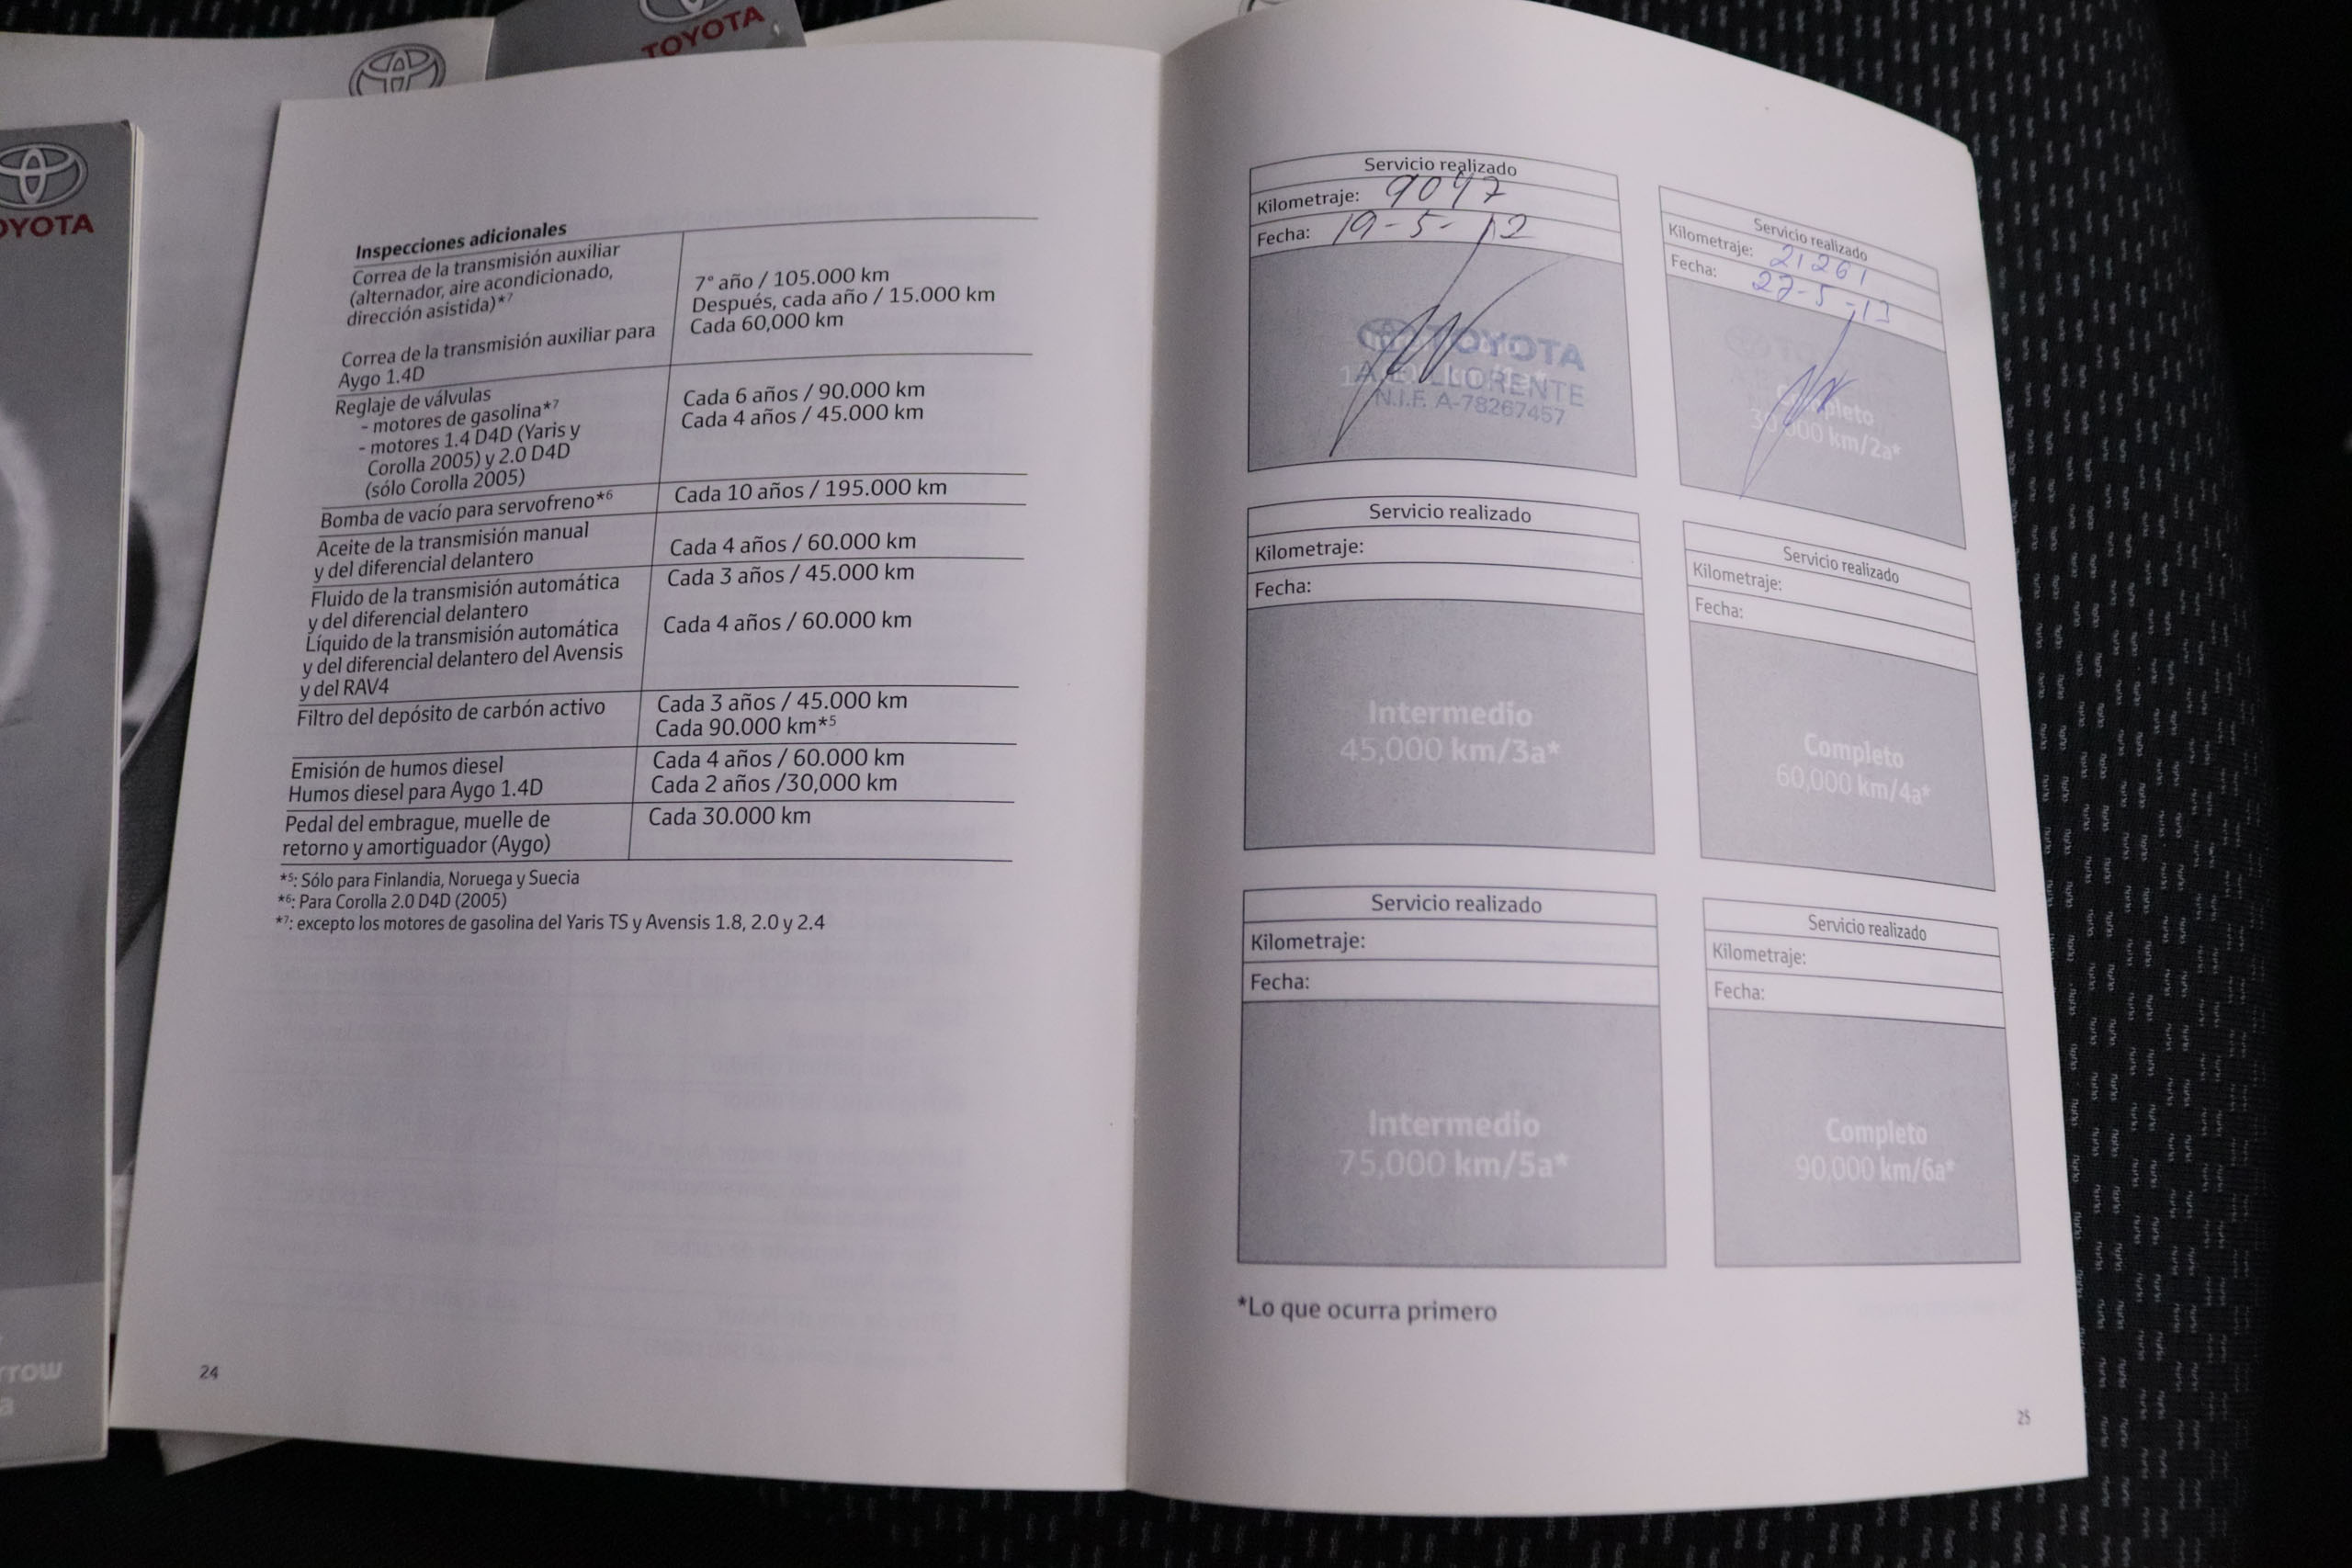 TOYOTA
OYOTA
rrow
a
Inspecciones adicionales
Correa de la transmisión auxiliar
(alternador, aire acondicionado,
dirección asistida)*7
7° año / 105.000 km
Después, cada año / 15.000 km
Cada 60,000 km
Correa de la transmisión auxiliar para
Aygo 1.4D
Reglaje de válvulas
- motores de gasolina*7
- motores 1.4 D4D (Yaris y
Corolla 2005) y 2.0 D4D
(sólo Corolla 2005)
Cada 6 años / 90.000 km
Cada 4 años / 45.000 km
Bomba de vacío para servofreno*6
Cada 10 años / 195.000 km
Aceite de la transmisión manual
y del diferencial delantero
Cada 4 años / 60.000 km
Fluido de la transmisión automática
y del diferencial delantero
Cada 3 años / 45.000 km
Líquido de la transmisión automática
y del diferencial delantero del Avensis
y del RAV4
Cada 4 años / 60.000 km
Filtro del depósito de carbón activo
Cada 3 años / 45.000 km
Cada 90.000 km*5
Emisión de humos diesel
Cada 4 años / 60.000 km
Humos diesel para Aygo 1.4D
Cada 2 años /30,000 km
Pedal del embrague, muelle de
retorno y amortiguador (Aygo)
Cada 30.000 km
*5: Sólo para Finlandia, Noruega y Suecia
*6: Para Corolla 2.0 D4D (2005)
*7: excepto los motores de gasolina del Yaris TS y Avensis 1.8, 2.0 y 2.4
24
Servicio realizado
Kilometraje: 9047
Fecha: 19-5-12
TOYOTA
LLORENTE
N.I.F. A-78267457
Servicio realizado
Kilometraje: 21261
Fecha: 27-5-13
Completo
30,000 km/2a*
Servicio realizado
Kilometraje:
Fecha:
Intermedio
45,000 km/3a*
Servicio realizado
Kilometraje:
Fecha:
Completo
60,000 km/4a*
Servicio realizado
Kilometraje:
Fecha:
Intermedio
75,000 km/5a*
Servicio realizado
Kilometraje:
Fecha:
Completo
90,000 km/6a*
*Lo que ocurra primero
25